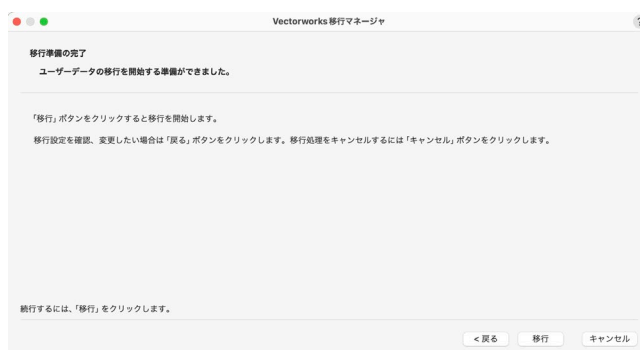 Vectorworks移行マネージャ
?
移行準備の完了
ユーザーデータの移行を開始する準備ができました。
「移行」ボタンをクリックすると移行を開始します。
移行設定を確認、変更したい場合は「戻る」ボタンをクリックします。移行処理をキャンセルするには「キャンセル」ボタンをクリックします。
続行するには、「移行」をクリックします。
< 戻る
移行
キャンセル